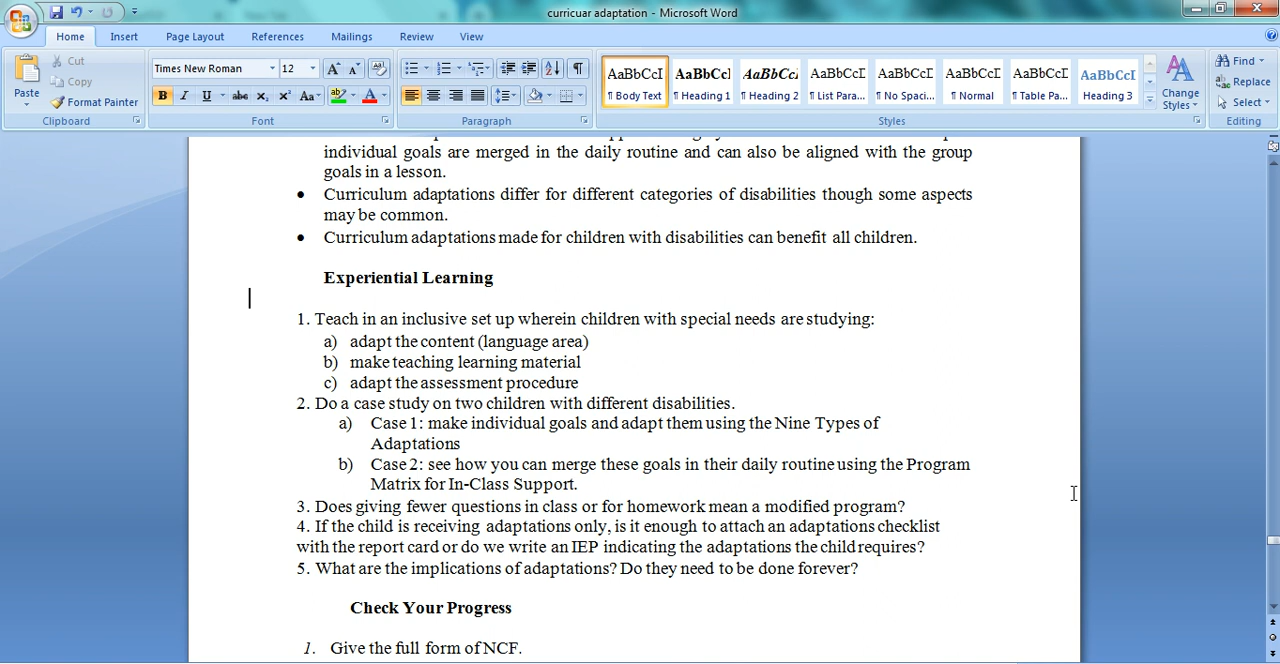 curricuar adaptation - Microsoft Word
Home Insert Page Layout References Mailings Review View
Paste
Cut
Copy
Format Painter
Clipboard
Times New Roman 12
Font
Paragraph
AaBbCcI AaBbCcl AaBbCcl AaBbCcI AaBbCcI AaBbCcI AaBbCcI AaBbCcI
¶ Body Text ¶ Heading 1 ¶ Heading 2 ¶ List Para... ¶ No Spaci... ¶ Normal ¶ Table Pa... Heading 3
Styles
Change Styles
Find
Replace
Select
Editing
individual goals are merged in the daily routine and can also be aligned with the group
goals in a lesson.
• Curriculum adaptations differ for different categories of disabilities though some aspects
may be common.
• Curriculum adaptations made for children with disabilities can benefit all children.
Experiential Learning
1. Teach in an inclusive set up wherein children with special needs are studying:
a) adapt the content (language area)
b) make teaching learning material
c) adapt the assessment procedure
2. Do a case study on two children with different disabilities.
a) Case 1: make individual goals and adapt them using the Nine Types of
Adaptations
b) Case 2: see how you can merge these goals in their daily routine using the Program
Matrix for In-Class Support.
3. Does giving fewer questions in class or for homework mean a modified program?
4. If the child is receiving adaptations only, is it enough to attach an adaptations checklist
with the report card or do we write an IEP indicating the adaptations the child requires?
5. What are the implications of adaptations? Do they need to be done forever?
Check Your Progress
1. Give the full form of NCF.